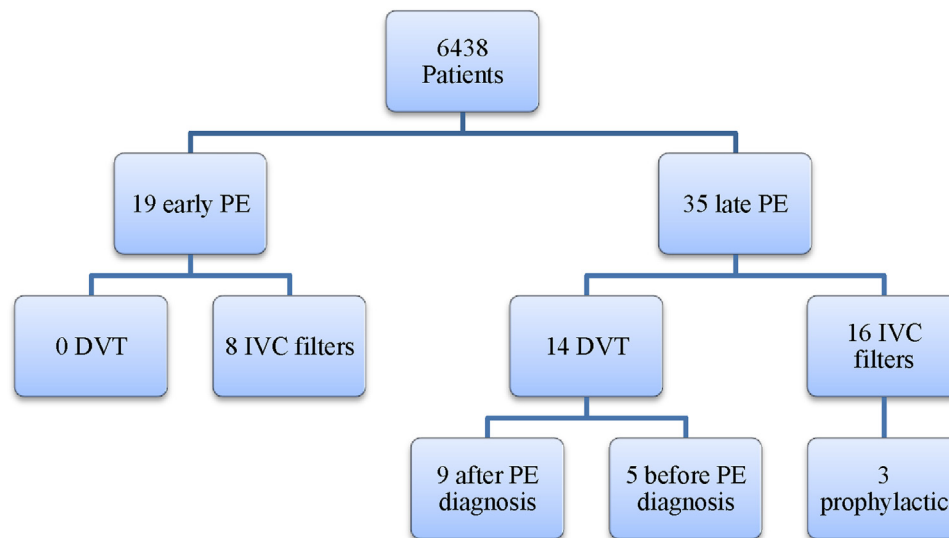 6438
Patients
19 early PE
35 late PE
0 DVT
8 IVC filters
14 DVT
16 IVC
filters
9 after PE
diagnosis
5 before PE
diagnosis
3
prophylactic